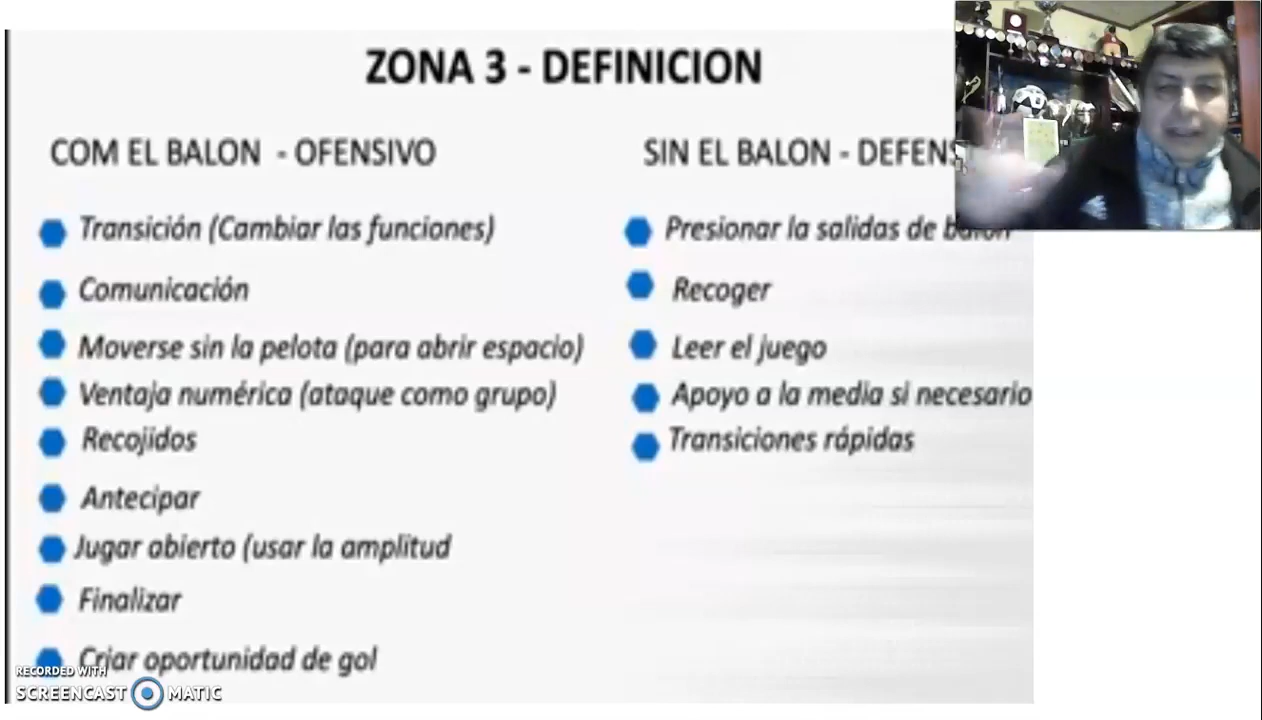 ZONA 3 - DEFINICION
COM EL BALON - OFENSIVO
Transición (Cambiar las funciones)
Comunicación
Moverse sin la pelota (para abrir espacio)
Ventaja numérica (ataque como grupo)
Recojidos
Antecipar
Jugar abierto (usar la amplitud
Finalizar
Criar oportunidad de gol
SIN EL BALON - DEFENS
Presionar la salidas de balon
Recoger
Leer el juego
Apoyo a la media si necesario
Transiciones rápidas
RECORDED WITH
SCREENCAST MATIC